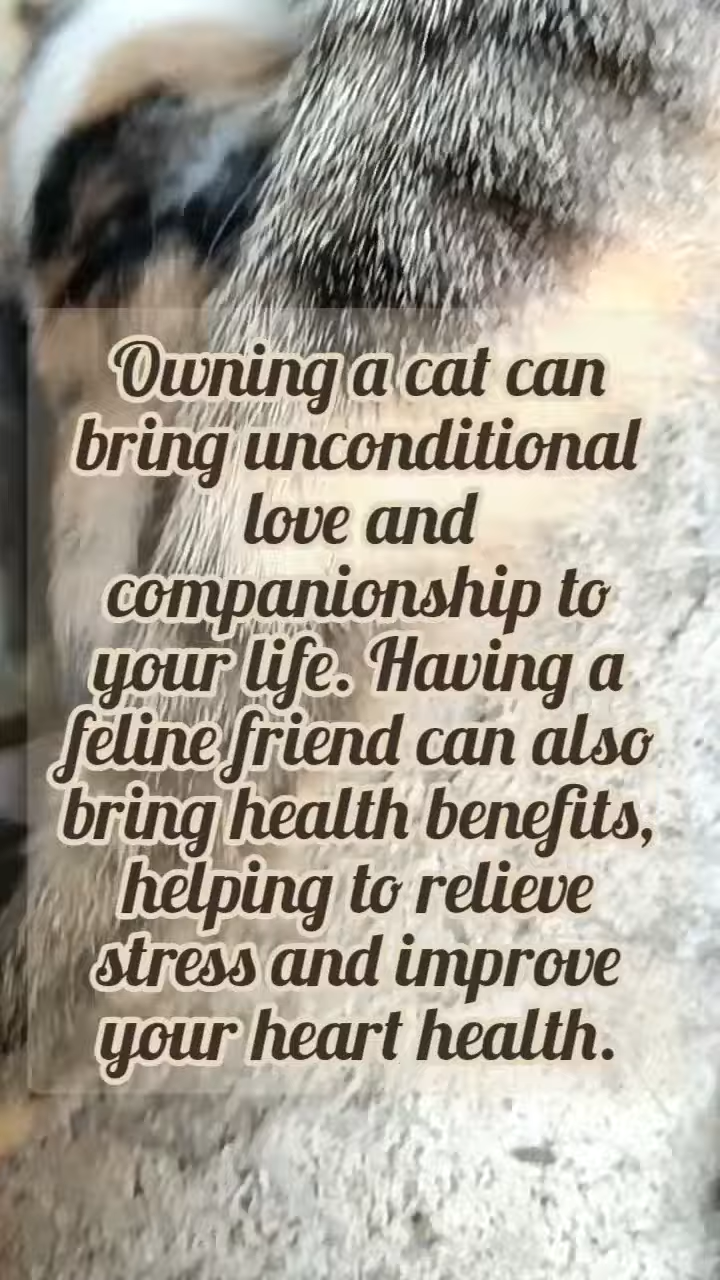 Owning a cat can
bring unconditional
love and
companionship to
your life. Having a
feline friend can also
bring health benefits,
helping to relieve
stress and improve
your heart health.